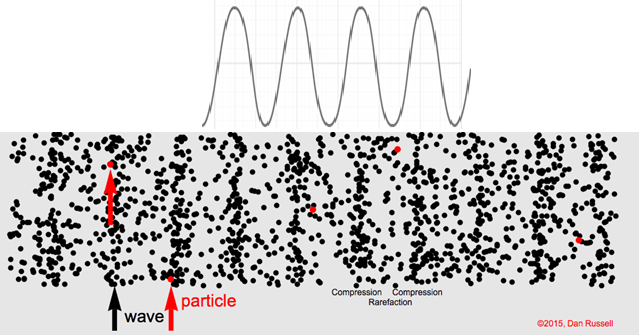 particle
wave
Compression Compression
Rarefaction
©2015, Dan Russell